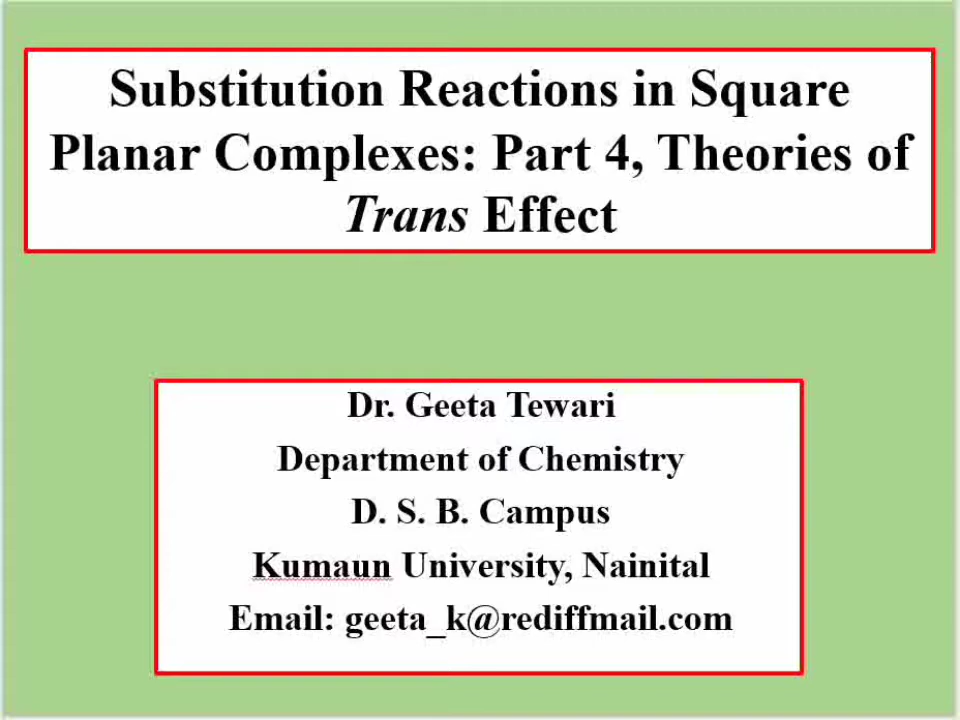 Substitution Reactions in Square
Planar Complexes: Part 4, Theories of
Trans Effect
Dr. Geeta Tewari
Department of Chemistry
D. S. B. Campus
Kumaun University, Nainital
Email: geeta_k@rediffmail.com